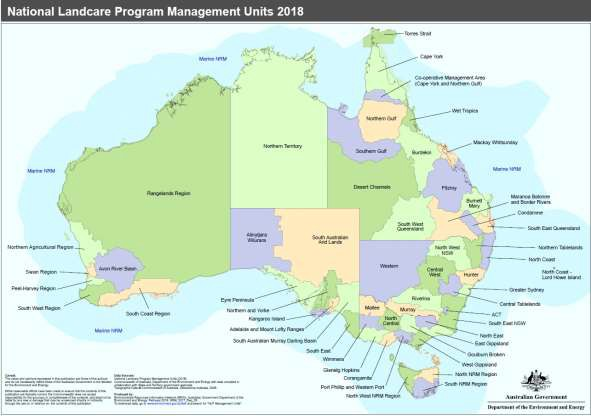 National Landcare Program Management Units 2018
Torres Strait
Cape York
Marine NRM
Co-operative Management Area
(Cape York and Northern Gulf)
Northern Gulf
Wet Tropics
Northern Territory
Southern Gulf
Burdekin
Mackay Whitsunday
Marine NRM
Marine NRM
Rangelands Region
Desert Channels
Fitzroy
Maranoa Balonne
and Border Rivers
Burnett
Mary
Condamine
South West
Queensland
South East Queensland
Alinytjara
Wilurara
South Australian
Arid Lands
Northern Agricultural Region
North West
NSW
Northern Tablelands
Western
North Coast
Swan Region
Avon River Basin
Central
West
Hunter
North Coast -
Lord Howe Island
Peel-Harvey Region
Greater Sydney
South West Region
South Coast Region
Eyre Peninsula
Northern and Yorke
Kangaroo Island
Mallee
Murray
Riverina
Central Tablelands
ACT
Marine NRM
Adelaide and Mount Lofty Ranges
North
Central
South East NSW
South Australian Murray Darling Basin
North East
South East
East Gippsland
Wimmera
Goulburn Broken
Glenelg Hopkins
West Gippsland
Corangamite
North NRM Region
Port Phillip and Western Port
South NRM Region
North West NRM Region
Australian Government
Department of the Environment and Energy